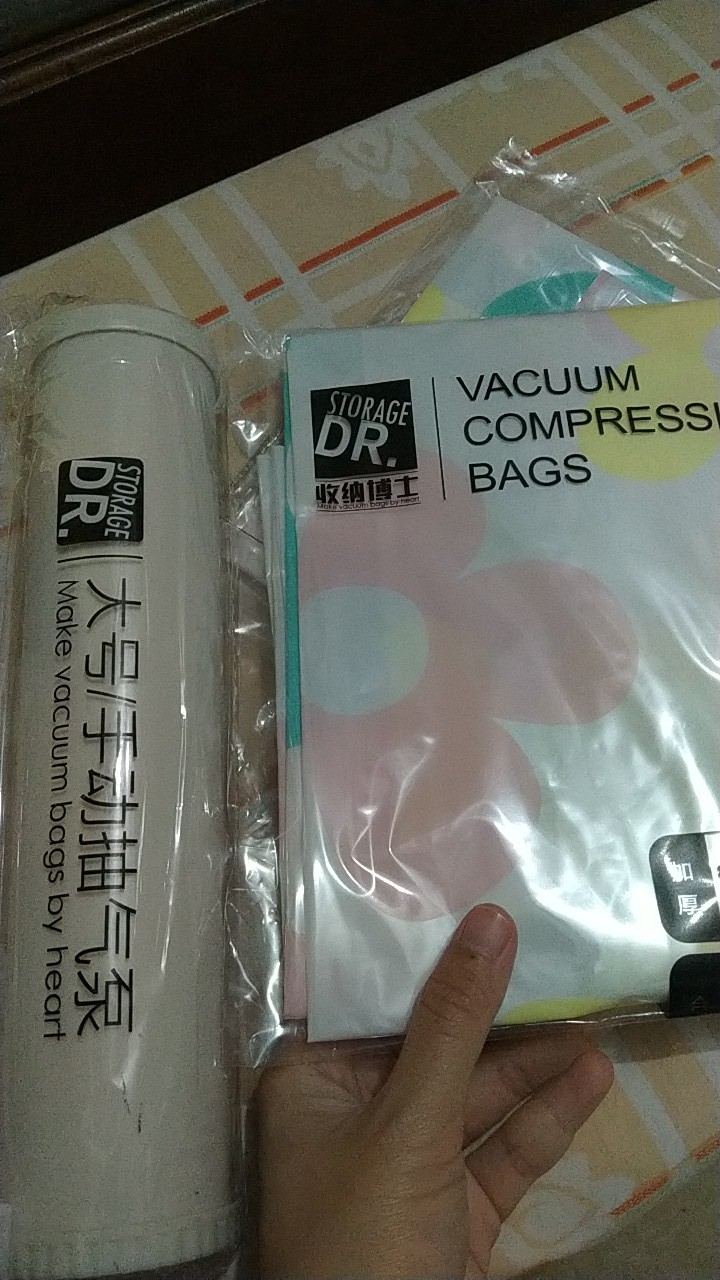 STORAGE
DR.
大号/手动抽气泵
Make vacuum bags by heart
STORAGE
DR.
收纳博士
Make vacuum bags by heart
VACUUM
COMPRESSI
BAGS
加
厚